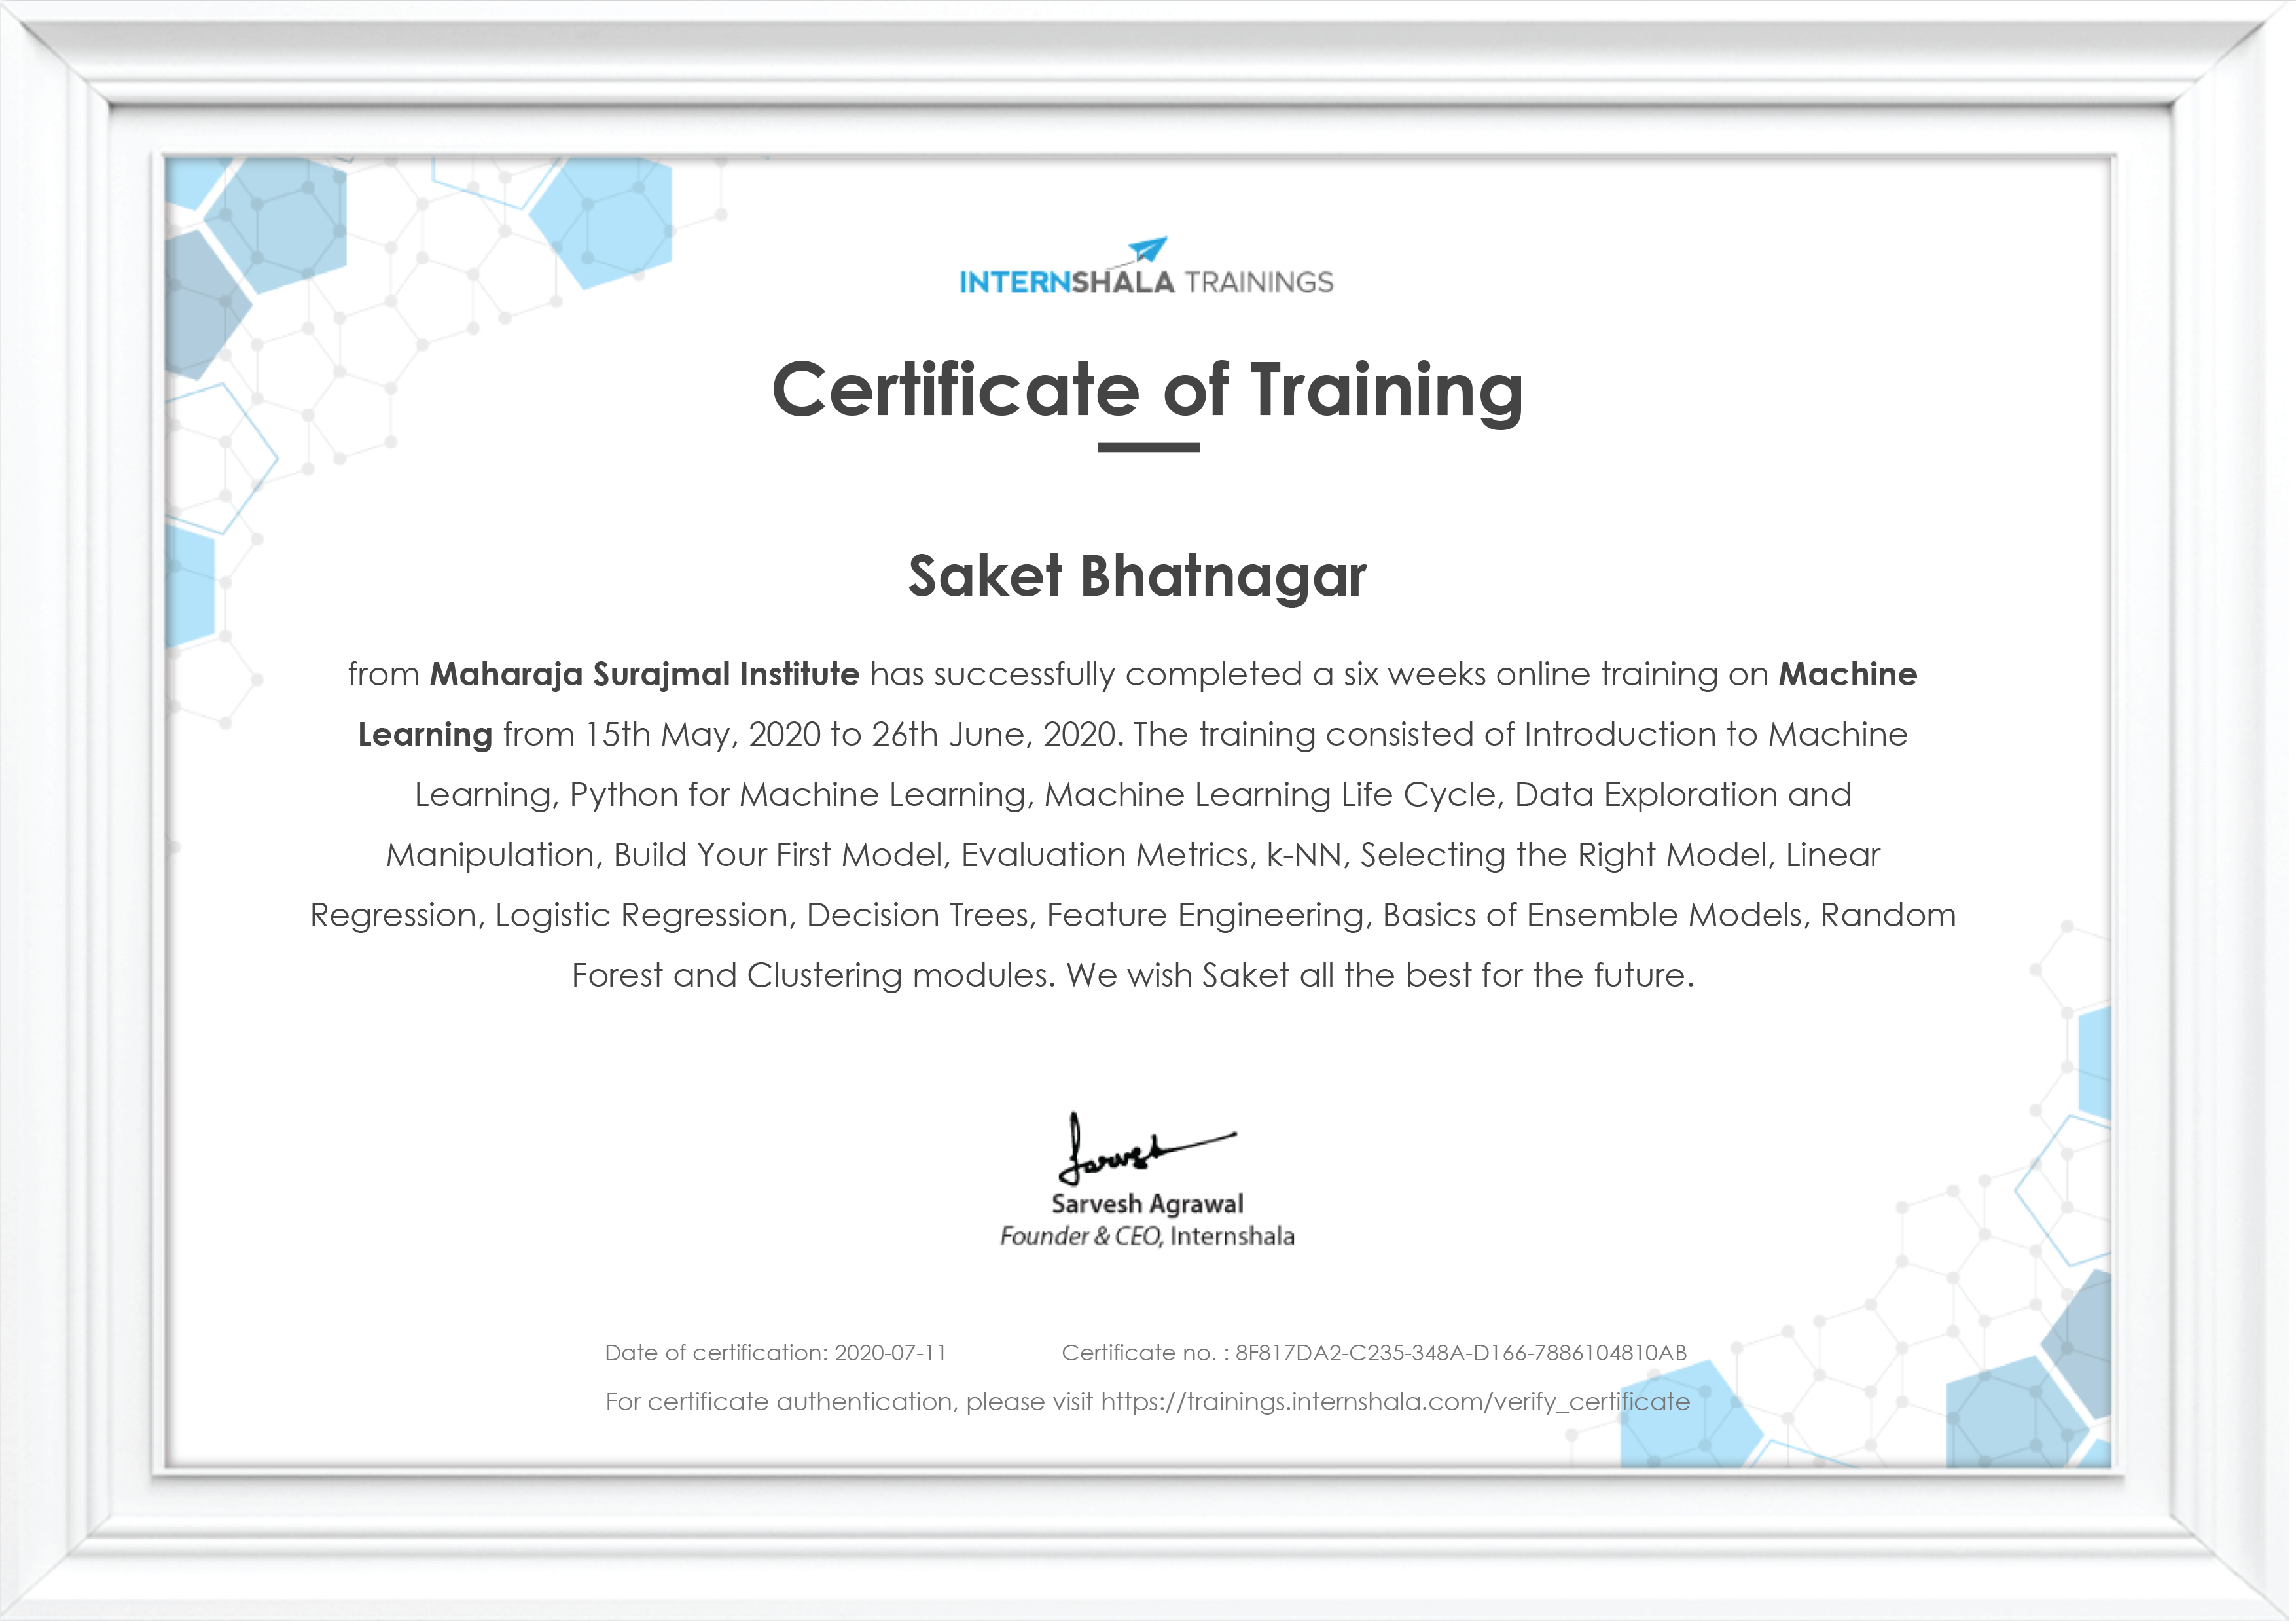 INTERNSHALA TRAININGS
Certificate of Training
Saket Bhatnagar
from Maharaja Surajmal Institute has successfully completed a six weeks online training on Machine
Learning from 15th May, 2020 to 26th June, 2020. The training consisted of Introduction to Machine
Learning, Python for Machine Learning, Machine Learning Life Cycle, Data Exploration and
Manipulation, Build Your First Model, Evaluation Metrics, k-NN, Selecting the Right Model, Linear
Regression, Logistic Regression, Decision Trees, Feature Engineering, Basics of Ensemble Models, Random
Forest and Clustering modules. We wish Saket all the best for the future.
Sarvesh
Sarvesh Agrawal
Founder & CEO, Internshala
Date of certification: 2020-07-11 Certificate no. : 8F817DA2-C235-348A-D166-7886104810AB
For certificate authentication, please visit https://trainings.internshala.com/verify_certificate